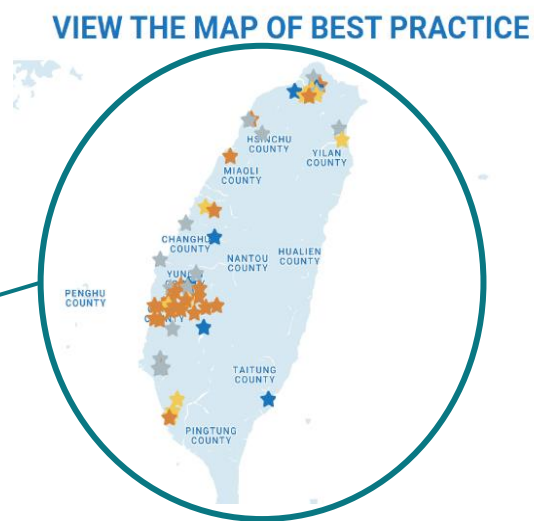 VIEW THE MAP OF BEST PRACTICE
HSINCHU
COUNTY
YILAN
COUNTY
MIAOLI
COUNTY
CHANGHU
COUNTY
NANTOU
COUNTY
HUALIEN
COUNTY
PENGHU
COUNTY
TAITUNG
COUNTY
PINGTUNG
COUNTY